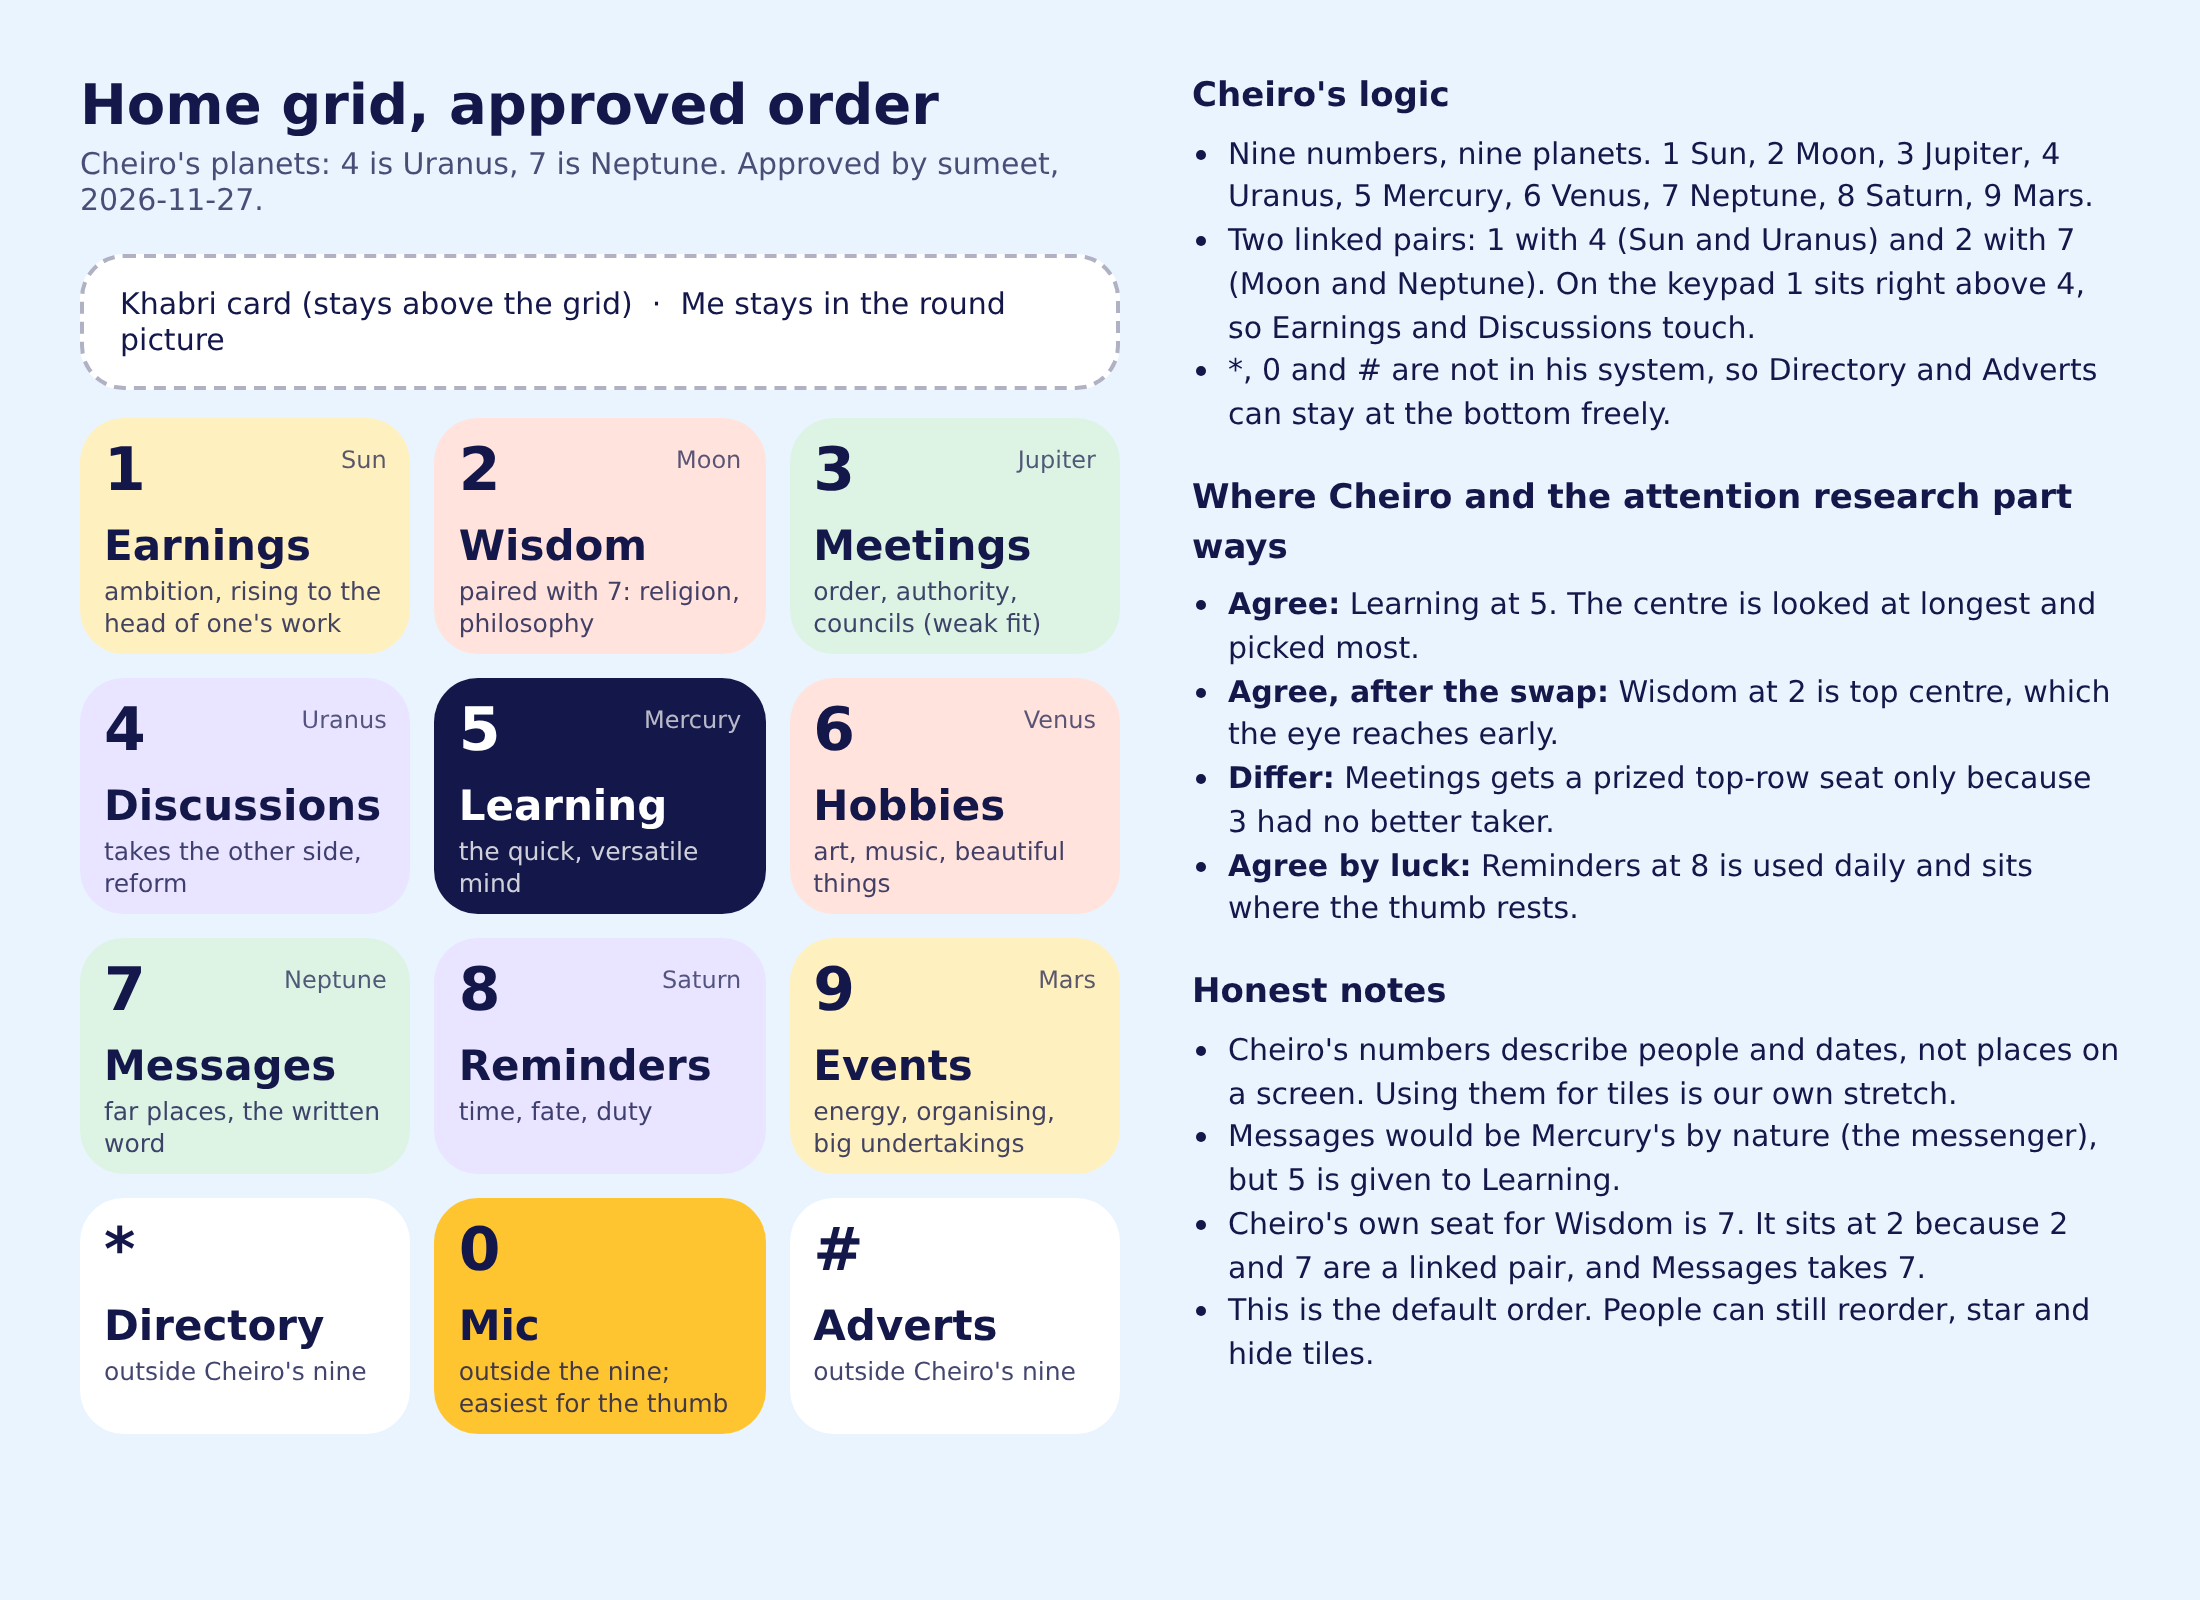 Home grid, approved order
Cheiro's planets: 4 is Uranus, 7 is Neptune. Approved by sumeet,
2026-11-27.
Khabri card (stays above the grid)  ·  Me stays in the round
picture
1 Sun
Earnings
ambition, rising to the
head of one's work
2 Moon
Wisdom
paired with 7: religion,
philosophy
3 Jupiter
Meetings
order, authority,
councils (weak fit)
4 Uranus
Discussions
takes the other side,
reform
5 Mercury
Learning
the quick, versatile
mind
6 Venus
Hobbies
art, music, beautiful
things
7 Neptune
Messages
far places, the written
word
8 Saturn
Reminders
time, fate, duty
9 Mars
Events
energy, organising,
big undertakings
*
Directory
outside Cheiro's nine
0
Mic
outside the nine;
easiest for the thumb
#
Adverts
outside Cheiro's nine
Cheiro's logic
• Nine numbers, nine planets. 1 Sun, 2 Moon, 3 Jupiter, 4
Uranus, 5 Mercury, 6 Venus, 7 Neptune, 8 Saturn, 9 Mars.
• Two linked pairs: 1 with 4 (Sun and Uranus) and 2 with 7
(Moon and Neptune). On the keypad 1 sits right above 4,
so Earnings and Discussions touch.
• *, 0 and # are not in his system, so Directory and Adverts
can stay at the bottom freely.
Where Cheiro and the attention research part
ways
• Agree: Learning at 5. The centre is looked at longest and
picked most.
• Agree, after the swap: Wisdom at 2 is top centre, which
the eye reaches early.
• Differ: Meetings gets a prized top-row seat only because
3 had no better taker.
• Agree by luck: Reminders at 8 is used daily and sits
where the thumb rests.
Honest notes
• Cheiro's numbers describe people and dates, not places on
a screen. Using them for tiles is our own stretch.
• Messages would be Mercury's by nature (the messenger),
but 5 is given to Learning.
• Cheiro's own seat for Wisdom is 7. It sits at 2 because 2
and 7 are a linked pair, and Messages takes 7.
• This is the default order. People can still reorder, star and
hide tiles.